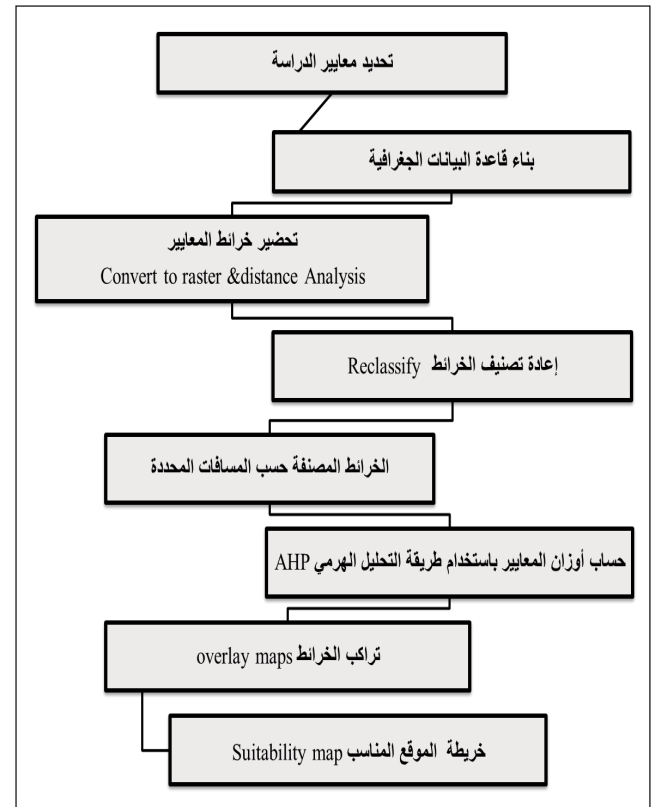 تحديد معايير الدراسة
بناء قاعدة البيانات الجغرافية
تحضير خرائط المعايير
Convert to raster &distance Analysis
إعادة تصنيف الخرائط Reclassify
الخرائط المصنفة حسب المسافات المحددة
حساب أوزان المعايير باستخدام طريقة التحليل الهرمي AHP
تراكب الخرائط overlay maps
خريطة الموقع المناسب Suitability map